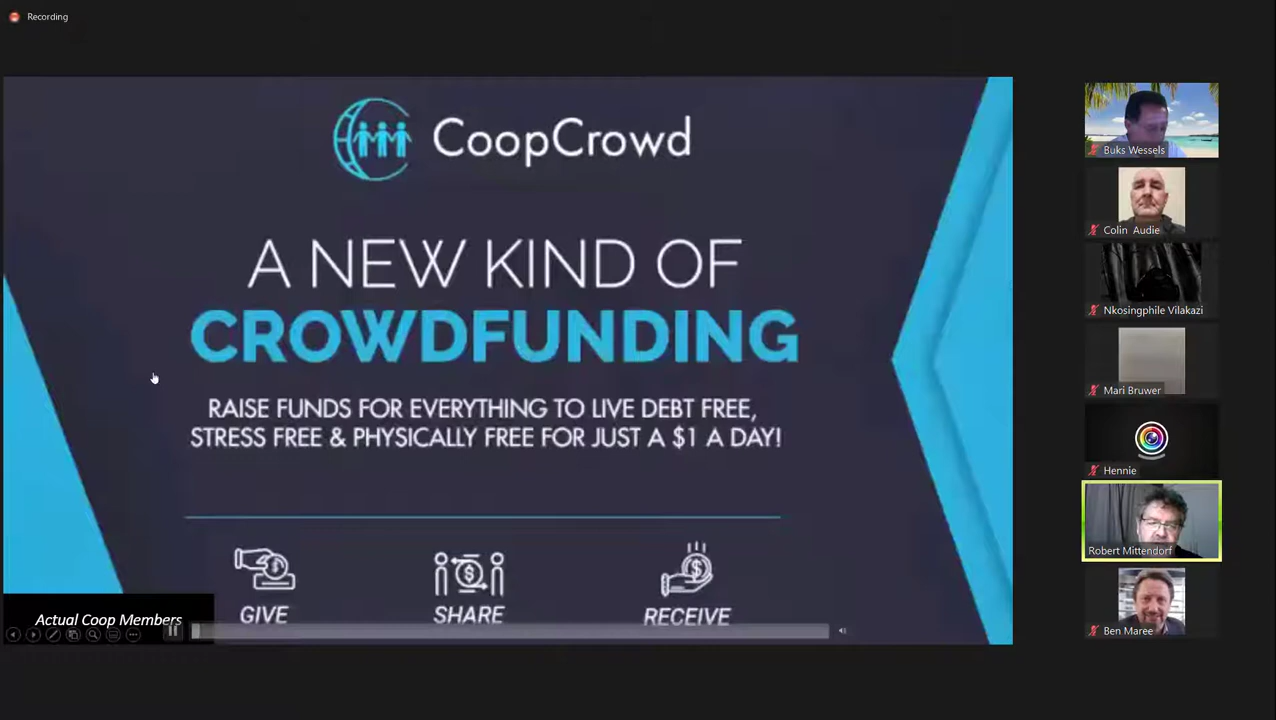 Recording
CoopCrowd
A NEW KIND OF
CROWDFUNDING
RAISE FUNDS FOR EVERYTHING TO LIVE DEBT FREE,
STRESS FREE & PHYSICALLY FREE FOR JUST A $1 A DAY!
GIVE
SHARE
RECEIVE
Actual Coop Members
Buks Wessels
Colin Audie
Nkosingphile Vilakazi
Mari Bruwer
Hennie
Robert Mittendorf
Ben Maree